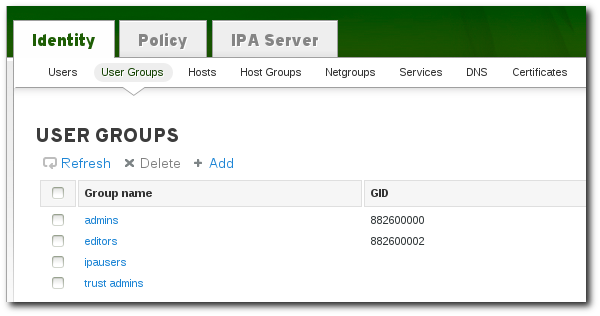 Identity Policy IPA Server
Users User Groups Hosts Host Groups Netgroups Services DNS Certificates
USER GROUPS
Refresh Delete Add
Group name GID
admins 882600000
editors 882600002
ipausers
trust admins